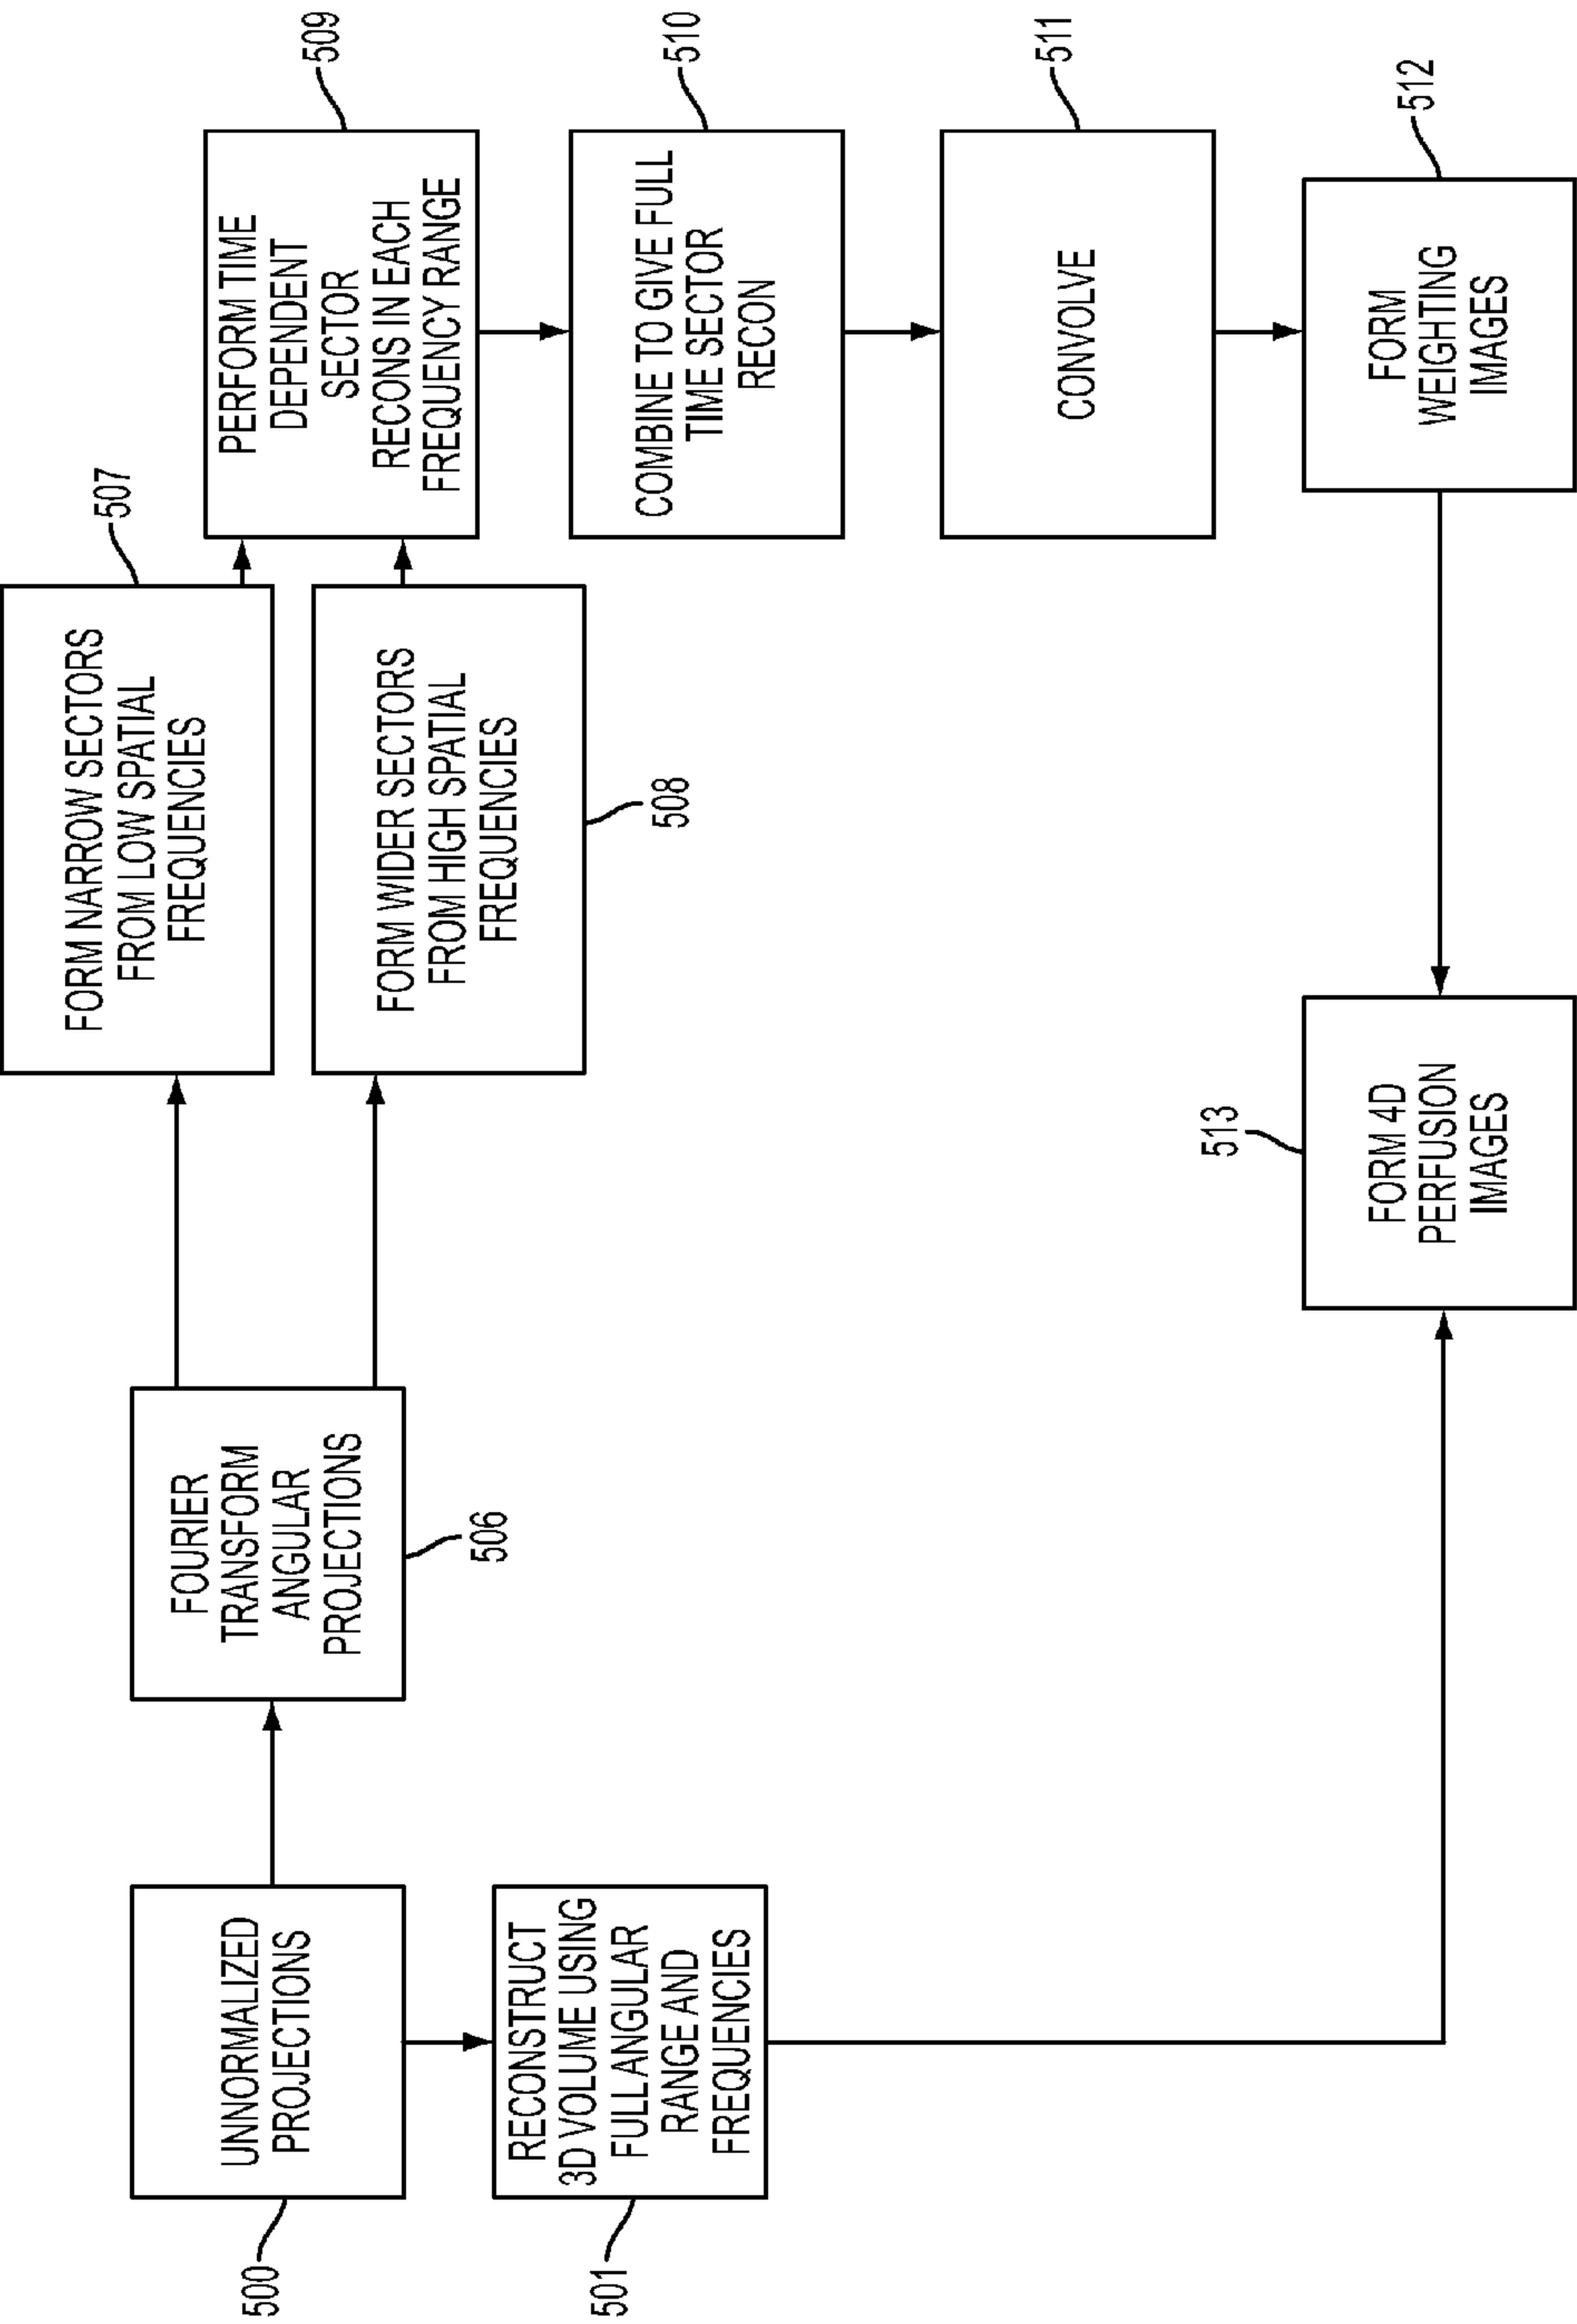 500
UNNORMALIZED
PROJECTIONS
501
RECONSTRUCT
3D VOLUME USING
FULL ANGULAR
RANGE AND
FREQUENCIES
FOURIER
TRANSFORM
ANGULAR
PROJECTIONS
506
FORM NARROW SECTORS
FROM LOW SPATIAL
FREQUENCIES
507
FORM WIDER SECTORS
FROM HIGH SPATIAL
FREQUENCIES
508
PERFORM TIME
DEPENDENT
SECTOR
RECONS IN EACH
FREQUENCY RANGE
509
COMBINE TO GIVE FULL
TIME SECTOR
RECON
510
CONVOLVE
511
FORM
WEIGHTING
IMAGES
512
513
FORM 4D
PERFUSION
IMAGES